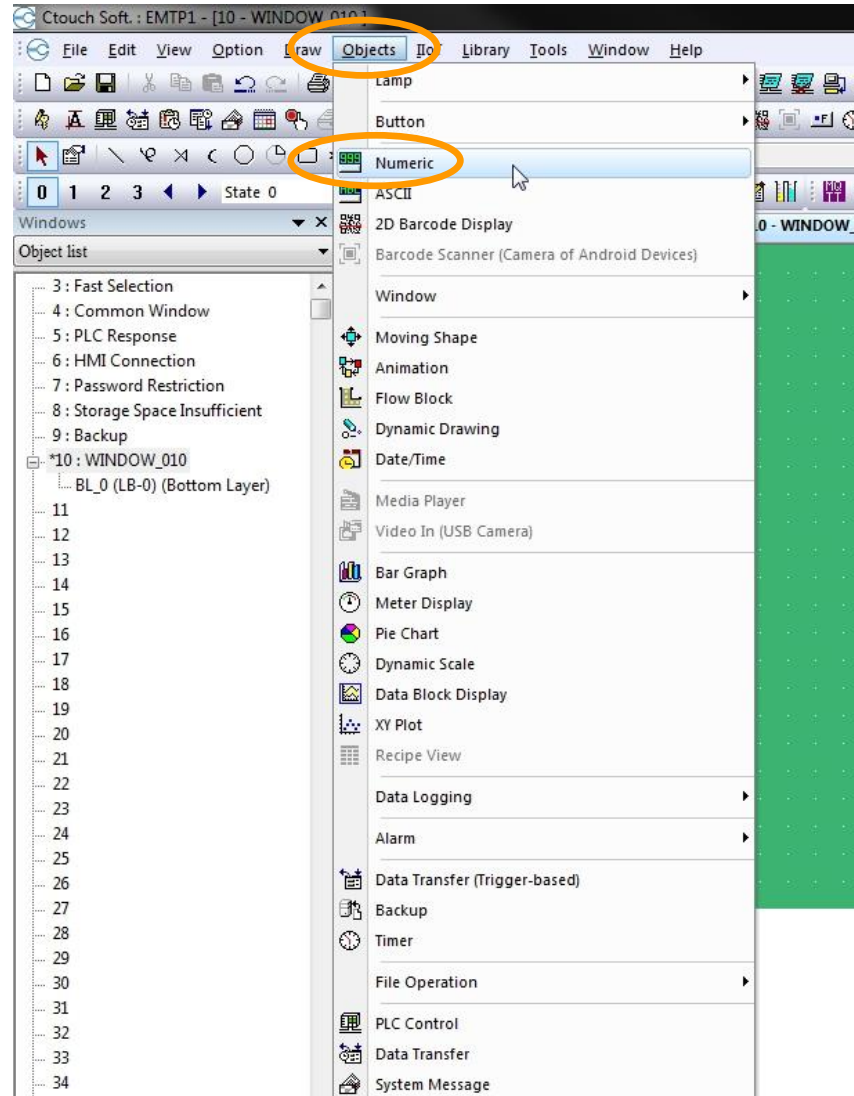 Ctouch Soft. : EMTP1 - [10 - WINDOW_010 ]
File Edit View Option Draw Objects IIoT Library Tools Window Help
0 1 2 3 State 0
Windows
10 - WINDOW_
Object list
3 : Fast Selection
4 : Common Window
5 : PLC Response
6 : HMI Connection
7 : Password Restriction
8 : Storage Space Insufficient
9 : Backup
*10 : WINDOW_010
BL_0 (LB-0) (Bottom Layer)
11
12
13
14
15
16
17
18
19
20
21
22
23
24
25
26
27
28
29
30
31
32
33
34
Lamp
Button
Numeric
ASCII
2D Barcode Display
Barcode Scanner (Camera of Android Devices)
Window
Moving Shape
Animation
Flow Block
Dynamic Drawing
Date/Time
Media Player
Video In (USB Camera)
Bar Graph
Meter Display
Pie Chart
Dynamic Scale
Data Block Display
XY Plot
Recipe View
Data Logging
Alarm
Data Transfer (Trigger-based)
Backup
Timer
File Operation
PLC Control
Data Transfer
System Message